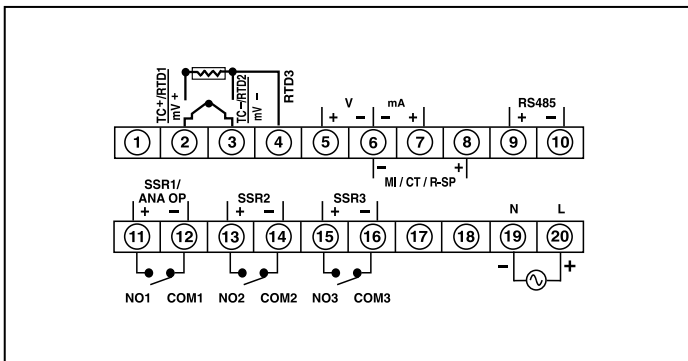 TC+/RTD1
mV +
TC-/RTD2
mV -
RTD3
V
mA
RS485
+ - - + + -
1 2 3 4 5 6 7 8 9 10
- +
MI / CT / R-SP
SSR1/
ANA OP
SSR2
SSR3
N
L
+ - + - + -
11 12 13 14 15 16 17 18 19 20
- +
NO1 COM1 NO2 COM2 NO3 COM3